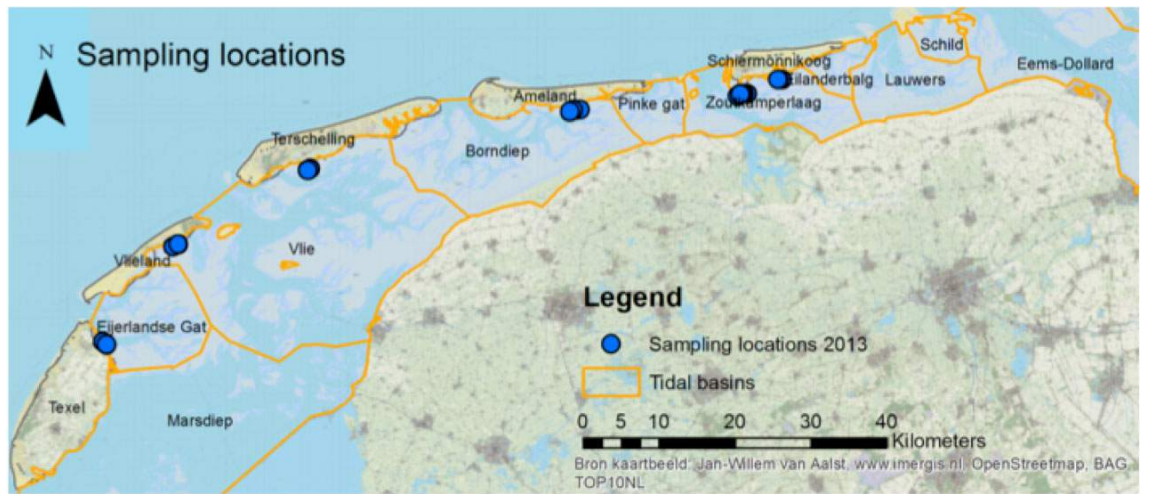 N
Sampling locations
Schild
Eems-Dollard
Schiermonnikoog
Eilanderbalg
Lauwers
Ameland
Pinke gat
Zoutkamperlaag
Terschelling
Borndiep
Vlie
Vlieland
Eijerlandse Gat
Texel
Marsdiep
Legend
Sampling locations 2013
Tidal basins
0 5 10 20 30 40
Kilometers
Bron kaartbeeld: Jan-Willem van Aalst, www.imergis.nl, OpenStreetmap, BAG,
TOP10NL